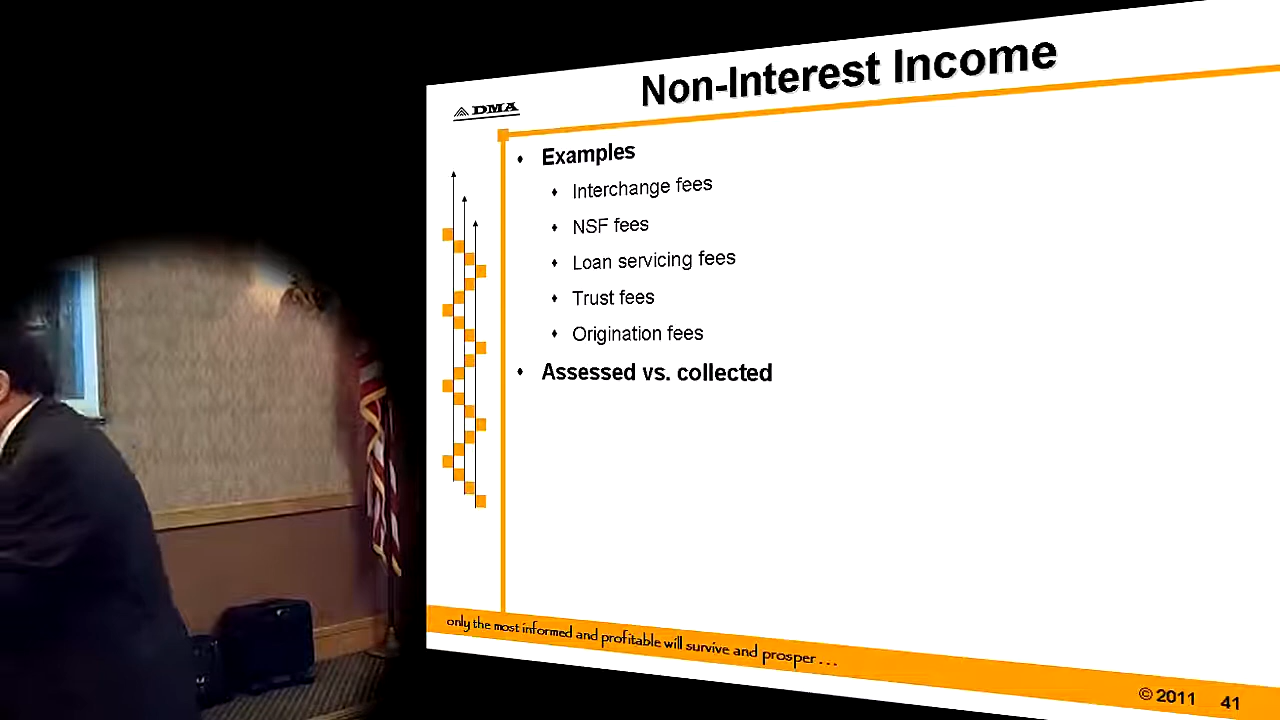 Non-Interest Income
DMA
Examples
Interchange fees
NSF fees
Loan servicing fees
Trust fees
Origination fees
Assessed vs. collected
only the most informed and profitable will survive and prosper . . .
© 2011 41